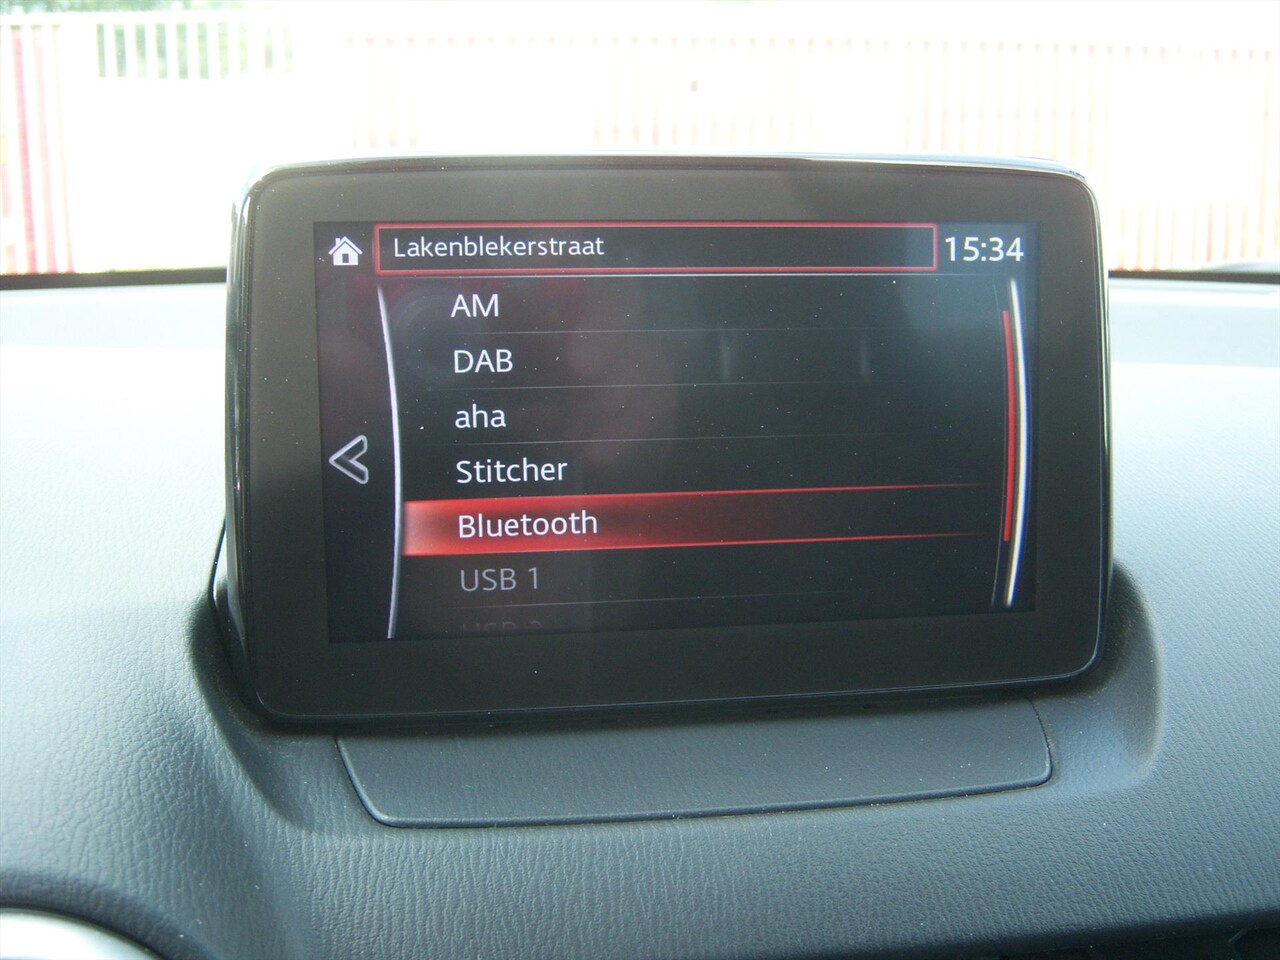 Lakenblekerstraat
15:34
AM
DAB
aha
Stitcher
Bluetooth
USB 1